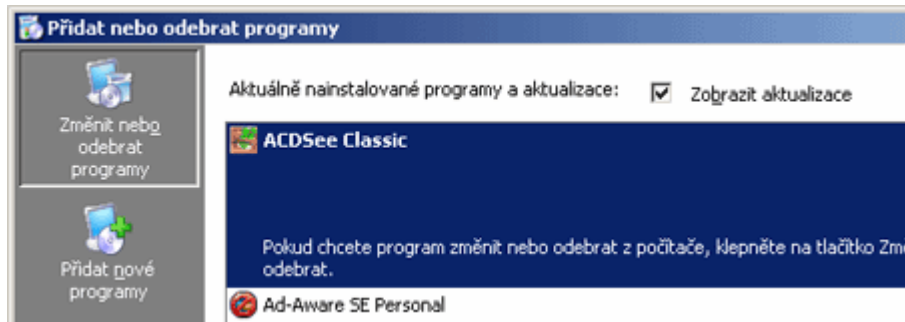 Přidat nebo odebrat programy
Změnit nebo
odebrat
programy
Přidat nové
programy
Aktuálně nainstalované programy a aktualizace:
Zobrazit aktualizace
ACDSee Classic
Pokud chcete program změnit nebo odebrat z počítače, klepněte na tlačítko
odebrat.
Ad-Aware SE Personal